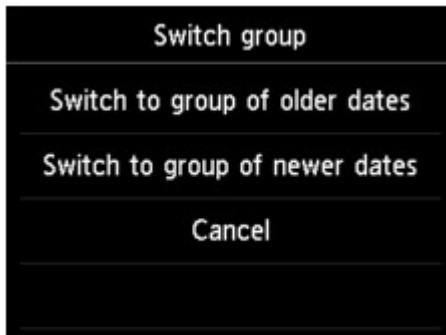 Switch group
Switch to group of older dates
Switch to group of newer dates
Cancel